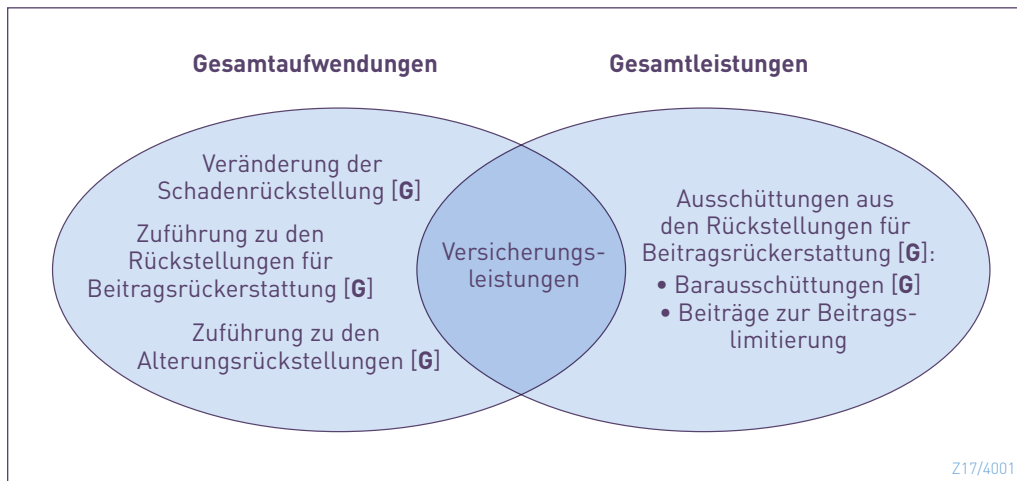 Gesamtaufwendungen
Gesamtleistungen
Veränderung der
Schadenrückstellung [G]
Zuführung zu den
Rückstellungen für
Beitragsrückerstattung [G]
Zuführung zu den
Alterungsrückstellungen [G]
Versicherungs-
leistungen
Ausschüttungen aus
den Rückstellungen für
Beitragsrückerstattung [G]:
• Barausschüttungen [G]
• Beiträge zur Beitrags-
limitierung
Z17/4001